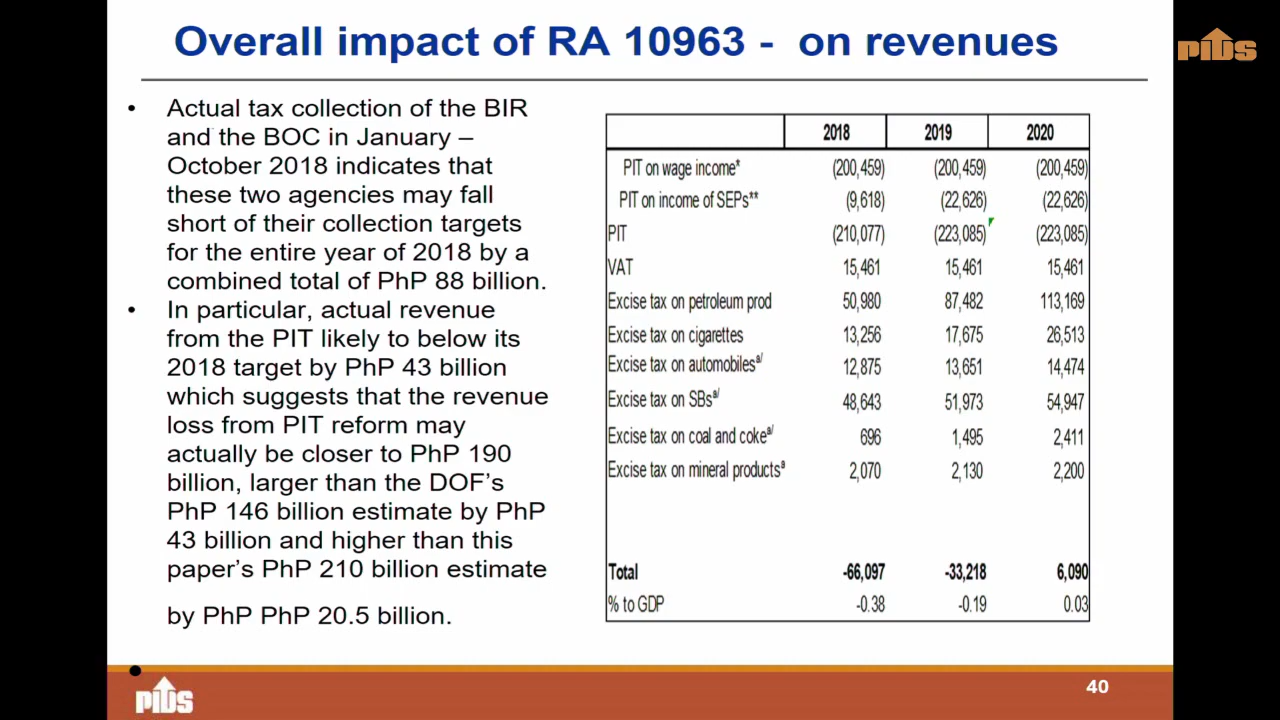 Overall impact of RA 10963 - on revenues
PIDS
• Actual tax collection of the BIR
and the BOC in January –
October 2018 indicates that
these two agencies may fall
short of their collection targets
for the entire year of 2018 by a
combined total of PhP 88 billion.
• In particular, actual revenue
from the PIT likely to below its
2018 target by PhP 43 billion
which suggests that the revenue
loss from PIT reform may
actually be closer to PhP 190
billion, larger than the DOF's
PhP 146 billion estimate by PhP
43 billion and higher than this
paper's PhP 210 billion estimate
by PhP PhP 20.5 billion.
•
2018 2019 2020
PIT on wage income* (200,459) (200,459) (200,459)
PIT on income of SEPs** (9,618) (22,626) (22,626)
PIT (210,077) (223,085) (223,085)
VAT 15,461 15,461 15,461
Excise tax on petroleum prod 50,980 87,482 113,169
Excise tax on cigarettes 13,256 17,675 26,513
Excise tax on automobiles a/ 12,875 13,651 14,474
Excise tax on SBs a/ 48,643 51,973 54,947
Excise tax on coal and coke a/ 696 1,495 2,411
Excise tax on mineral products a 2,070 2,130 2,200
Total -66,097 -33,218 6,090
% to GDP -0.38 -0.19 0.03
PIDS
40